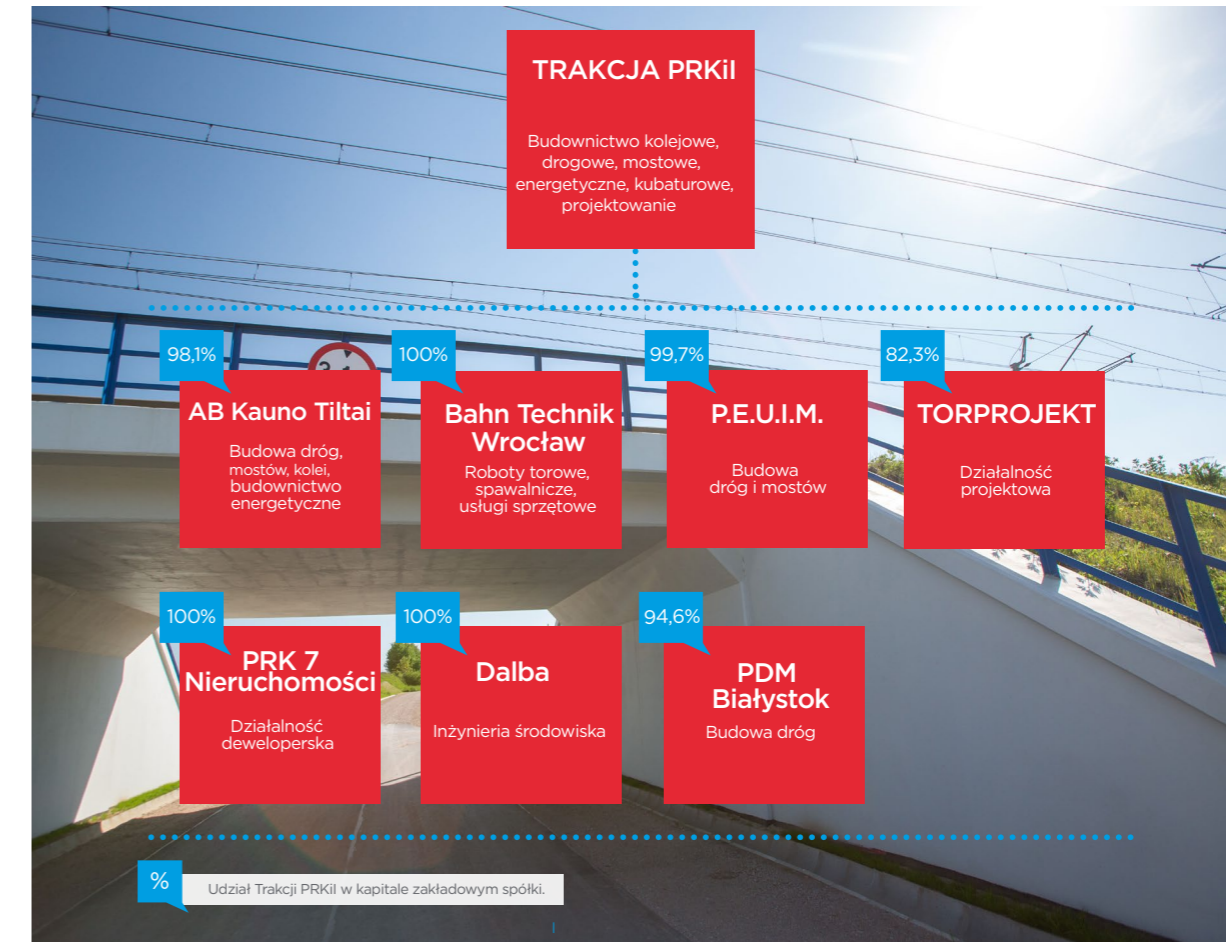 TRAKCJA PRKiI
Budownictwo kolejowe,
drogowe, mostowe,
energetyczne, kubaturowe,
projektowanie
98,1%
AB Kauno Tiltai
Budowa dróg,
mostów, kolei,
budownictwo
energetyczne
100%
Bahn Technik
Wrocław
Roboty torowe,
spawalnicze,
usługi sprzętowe
99,7%
P.E.U.I.M.
Budowa
dróg i mostów
82,3%
TORPROJEKT
Działalność
projektowa
100%
PRK 7
Nieruchomości
Działalność
deweloperska
100%
Dalba
Inżynieria środowiska
94,6%
PDM
Białystok
Budowa dróg
%
Udział Trakcji PRKiI w kapitale zakładowym spółki.